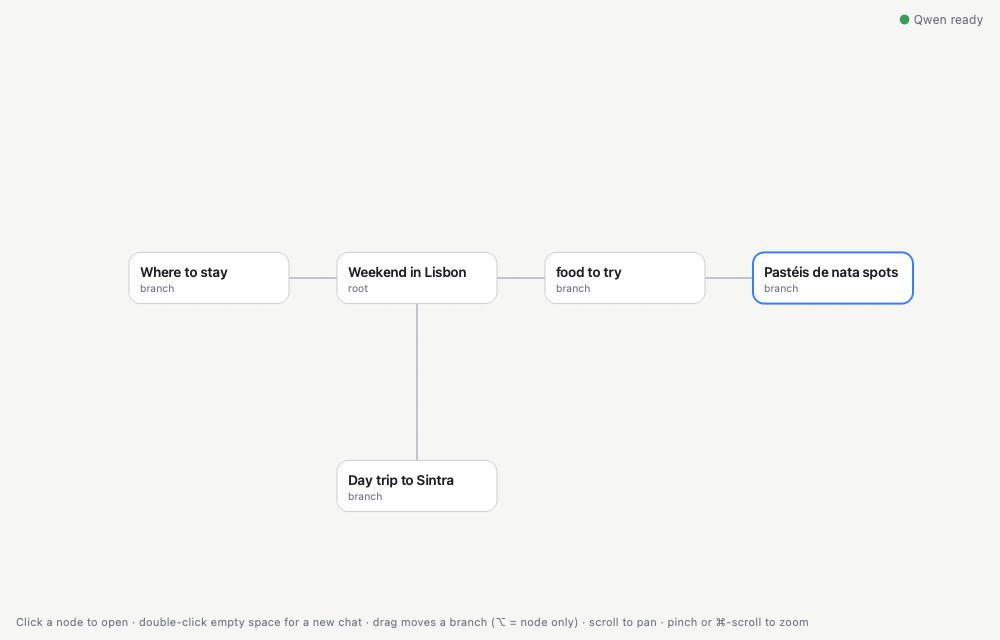 Qwen ready
Where to stay
branch
Weekend in Lisbon
root
food to try
branch
Pastéis de nata spots
branch
Day trip to Sintra
branch
Click a node to open · double-click empty space for a new chat · drag moves a branch (⌥ = node only) · scroll to pan · pinch or ⌘-scroll to zoom